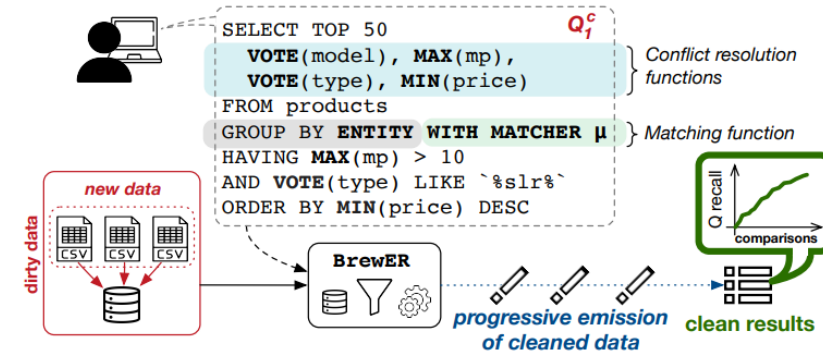 SELECT TOP 50
Q₁ᶜ
VOTE(model), MAX(mp),
VOTE(type), MIN(price)
Conflict resolution
functions
FROM products
GROUP BY ENTITY WITH MATCHER μ
Matching function
HAVING MAX(mp) > 10
AND VOTE(type) LIKE `%slr%`
ORDER BY MIN(price) DESC
dirty data
new data
CSV
CSV
CSV
BrewER
progressive emission
of cleaned data
Q recall
comparisons
clean results